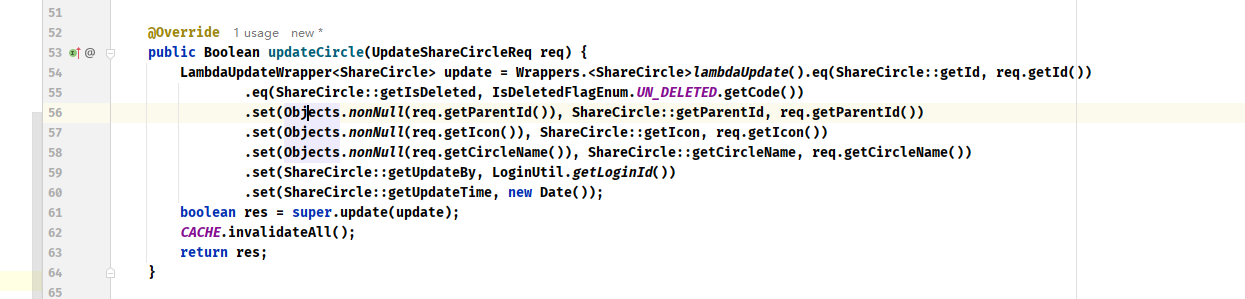 51
52 @Override 1 usage new *
53 @ public Boolean updateCircle(UpdateShareCircleReq req) {
54 LambdaUpdateWrapper<ShareCircle> update = Wrappers.<ShareCircle>lambdaUpdate().eq(ShareCircle::getId, req.getId())
55 .eq(ShareCircle::getIsDeleted, IsDeletedFlagEnum.UN_DELETED.getCode())
56 .set(Objects.nonNull(req.getParentId()), ShareCircle::getParentId, req.getParentId())
57 .set(Objects.nonNull(req.getIcon()), ShareCircle::getIcon, req.getIcon())
58 .set(Objects.nonNull(req.getCircleName()), ShareCircle::getCircleName, req.getCircleName())
59 .set(ShareCircle::getUpdateBy, LoginUtil.getLoginId())
60 .set(ShareCircle::getUpdateTime, new Date());
61 boolean res = super.update(update);
62 CACHE.invalidateAll();
63 return res;
64 }
65